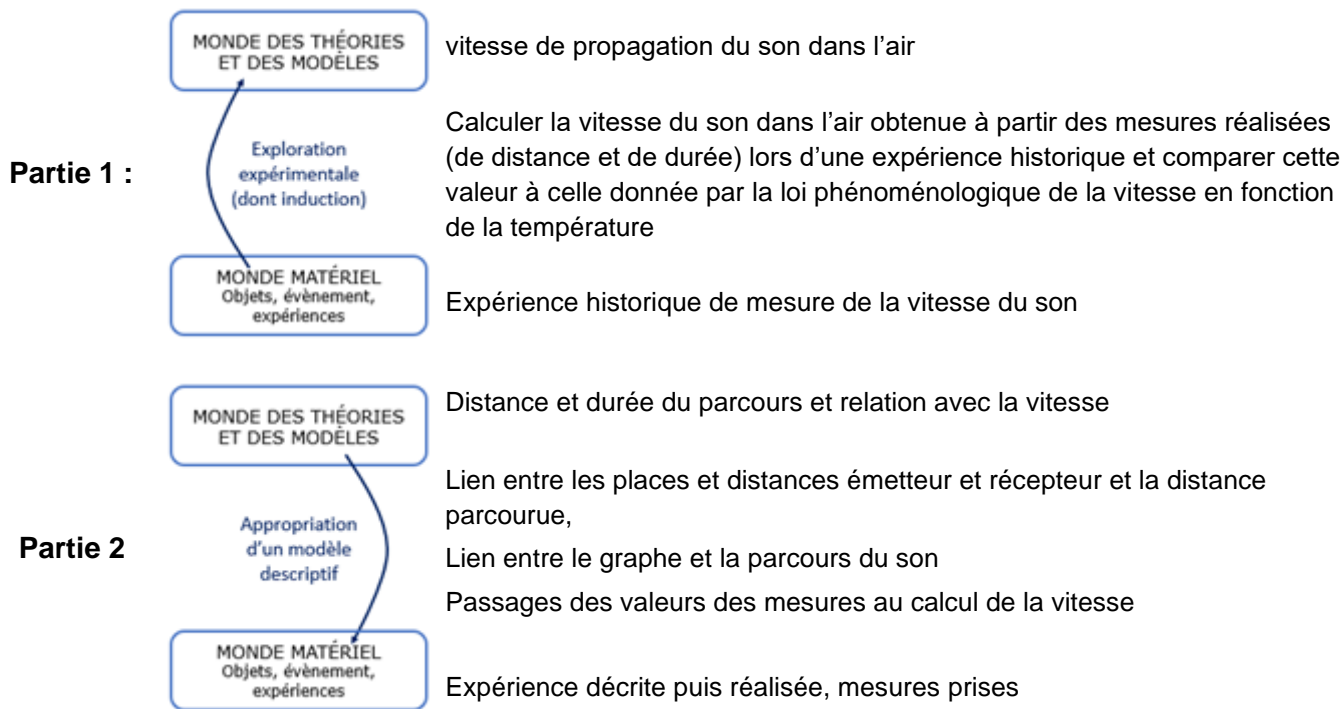 MONDE DES THÉORIES
ET DES MODÈLES
vitesse de propagation du son dans l’air
Partie 1 :
Exploration
expérimentale
(dont induction)
Calculer la vitesse du son dans l’air obtenue à partir des mesures réalisées
(de distance et de durée) lors d’une expérience historique et comparer cette
valeur à celle donnée par la loi phénoménologique de la vitesse en fonction
de la température
MONDE MATÉRIEL
Objets, évènement,
expériences
Expérience historique de mesure de la vitesse du son
MONDE DES THÉORIES
ET DES MODÈLES
Distance et durée du parcours et relation avec la vitesse
Partie 2
Appropriation
d’un modèle
descriptif
Lien entre les places et distances émetteur et récepteur et la distance
parcourue,
Lien entre le graphe et la parcours du son
Passages des valeurs des mesures au calcul de la vitesse
MONDE MATÉRIEL
Objets, évènement,
expériences
Expérience décrite puis réalisée, mesures prises